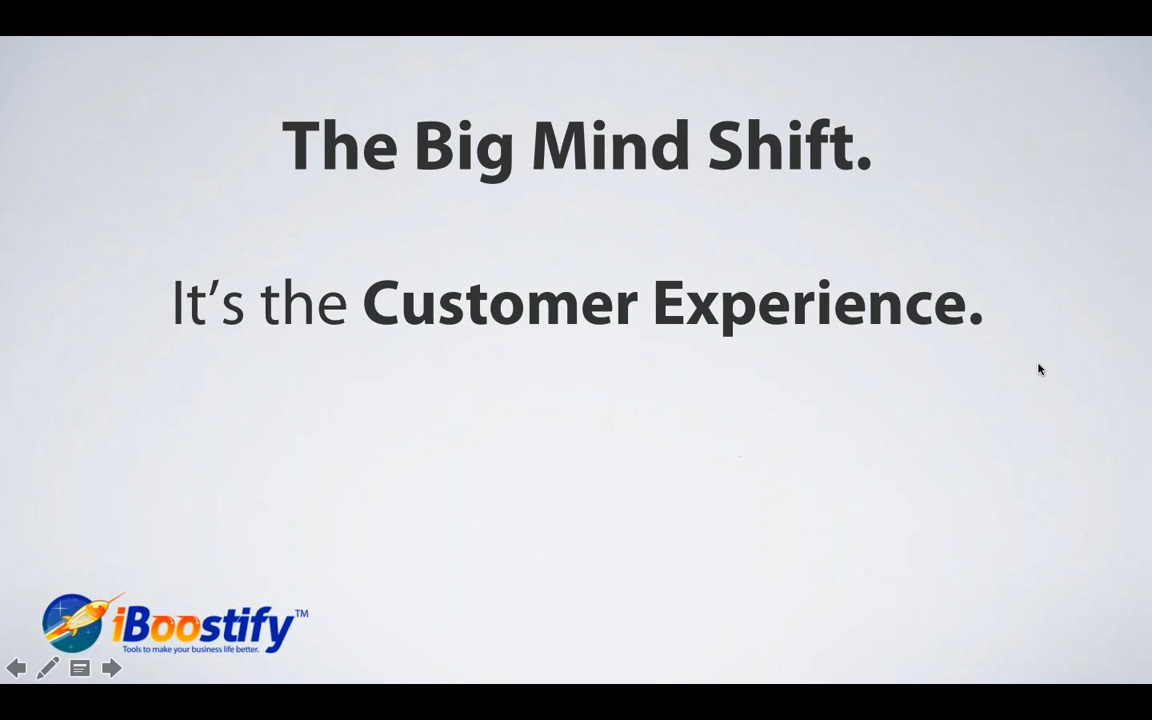 The Big Mind Shift.
It’s the Customer Experience.
iBoostify™
Tools to make your business life better.